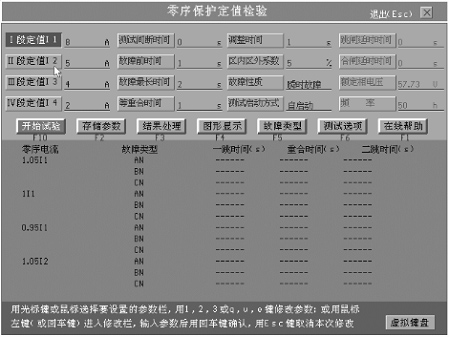 零序保护定值检验 退出(Esc)
Ⅰ段定值I 1 8 A 测试间断时间 0 s 调整时间 1 s 跳闸延时时间 0 s
Ⅱ段定值I 2 5 A 故障前时间 1 s 区内区外系数 5 % 合闸延时时间 0 s
Ⅲ段定值I 3 4 A 故障最长时间 2 s 故障性质 瞬时故障 额定相电压 57.73 U
Ⅳ段定值I 4 2 A 等重合时间 1 s 测试启动方式 自启动 频 率 50 h
开始试验 存储参数 结果处理 图形显示 故障类型 测试选项 在线帮助
F10 F2 F3 F4 F5 F6 F1
零序电流 故障类型 一跳时间(s) 重合时间(s) 二跳时间(s)
1.05I1 AN ------ ------ ------
BN ------ ------ ------
CN ------ ------ ------
1I1 AN ------ ------ ------
BN ------ ------ ------
CN ------ ------ ------
0.95I1 AN ------ ------ ------
BN ------ ------ ------
CN ------ ------ ------
1.05I2 AN ------ ------ ------
BN ------ ------ ------
CN ------ ------ ------
用光标键或鼠标选择要设置的参数栏,用1,2,3或q,u,o键修改参数;或用鼠标
左键(或回车键)进入修改栏,输入参数后用回车键确认,用Esc键取消本次修改
虚拟键盘